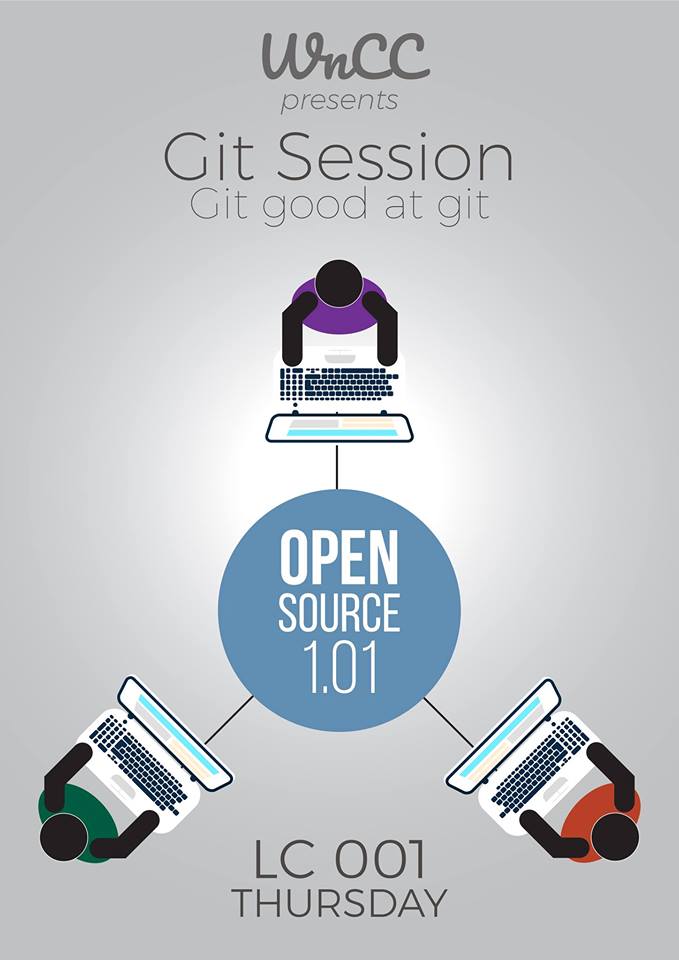 WnCC
presents
Git Session
Git good at git
OPEN
SOURCE
1.01
LC 001
THURSDAY